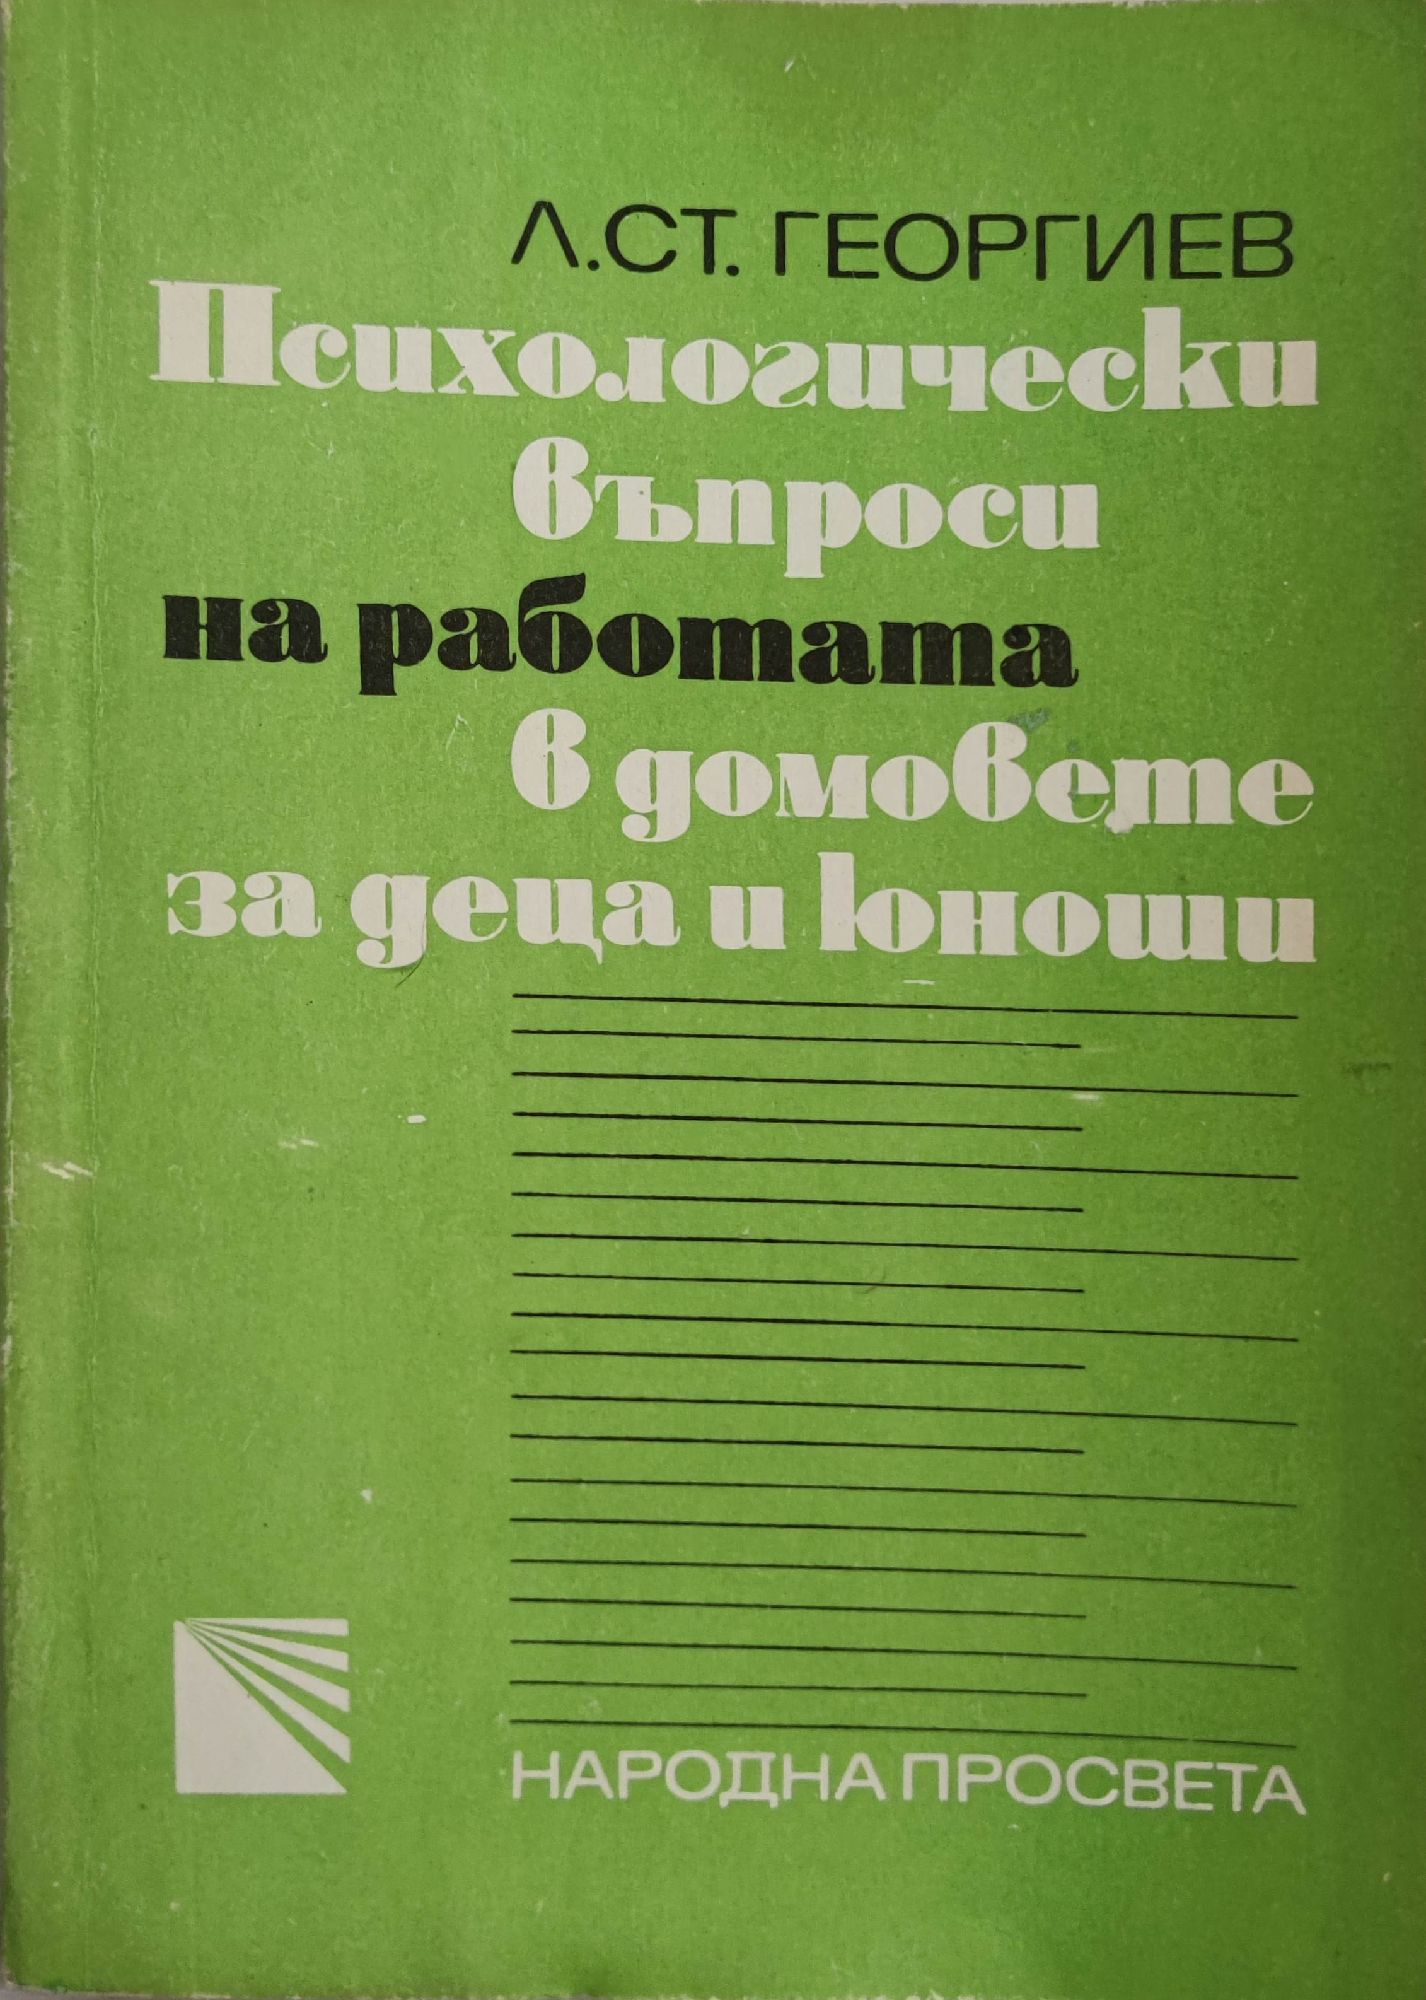 Л.СТ. ГЕОРГИЕВ
Психологически
въпроси
на работата
в домовете
за деца и юноши
НАРОДНА ПРОСВЕТА